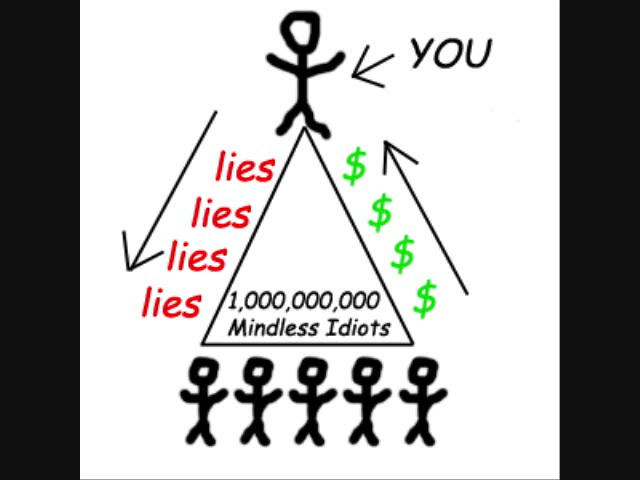 YOU
lies
$
lies
$
lies
$
lies
$
1,000,000,000
Mindless Idiots